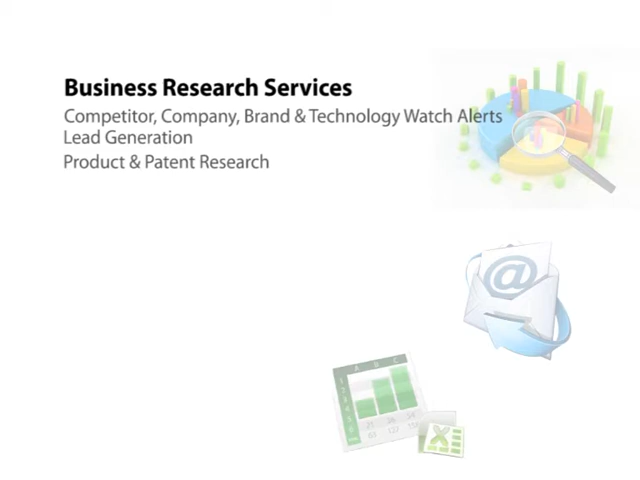 Business Research Services
Competitor, Company, Brand & Technology Watch Alerts
Lead Generation
Product & Patent Research
@
A B C